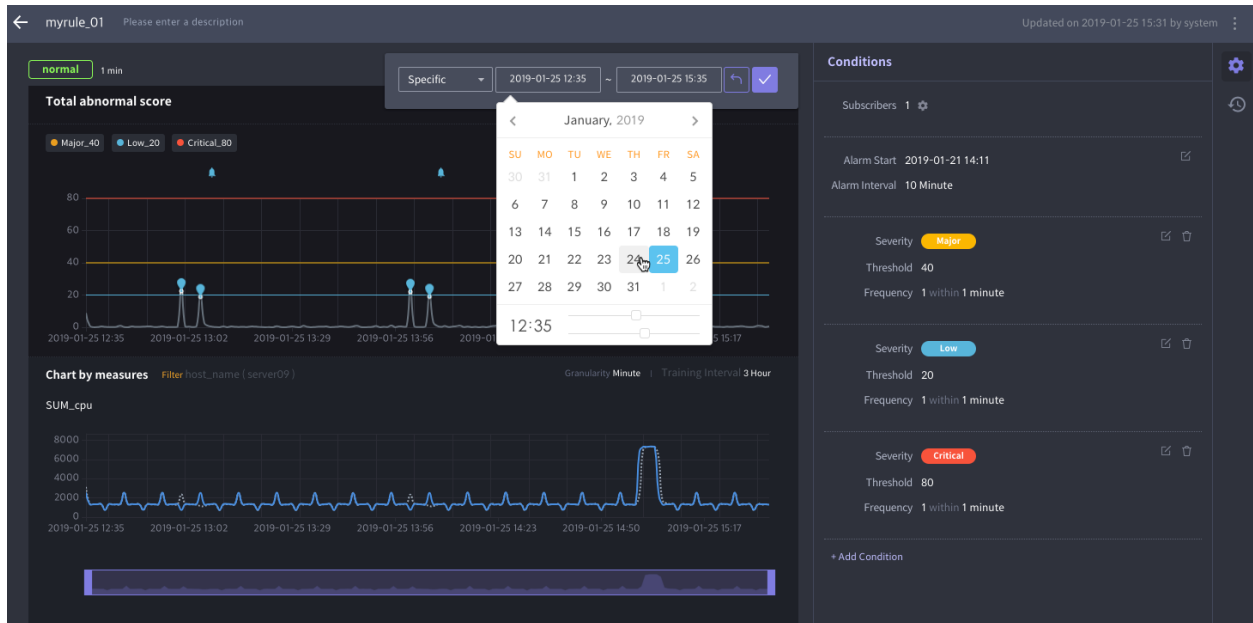 myrule_01 Please enter a description Updated on 2019-01-25 15:31 by system
normal 1 min
Specific 2019-01-25 12:35 ~ 2019-01-25 15:35
Total abnormal score
Major_40 Low_20 Critical_80
80
60
40
20
0
2019-01-25 12:35 2019-01-25 13:02 2019-01-25 13:29 2019-01-25 13:56 2019-01 5 15:17
January, 2019
SU MO TU WE TH FR SA
30 31 1 2 3 4 5
6 7 8 9 10 11 12
13 14 15 16 17 18 19
20 21 22 23 24 25 26
27 28 29 30 31 1 2
12:35
Chart by measures Filter host_name ( server09 ) Granularity Minute | Training Interval 3 Hour
SUM_cpu
8000
6000
4000
2000
0
2019-01-25 12:35 2019-01-25 13:02 2019-01-25 13:29 2019-01-25 13:56 2019-01-25 14:23 2019-01-25 14:50 2019-01-25 15:17
Conditions
Subscribers 1
Alarm Start 2019-01-21 14:11
Alarm Interval 10 Minute
Severity Major
Threshold 40
Frequency 1 within 1 minute
Severity Low
Threshold 20
Frequency 1 within 1 minute
Severity Critical
Threshold 80
Frequency 1 within 1 minute
+ Add Condition